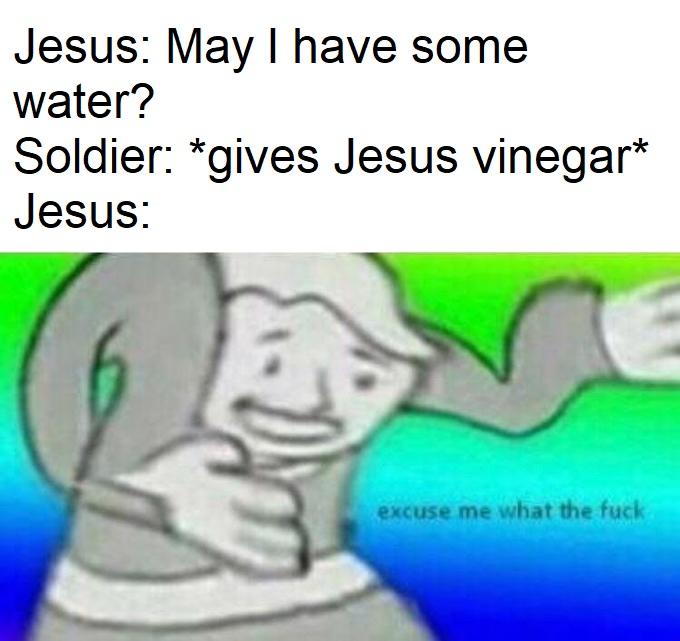 Jesus: May I have some
water?
Soldier: *gives Jesus vinegar*
Jesus:
excuse me what the fuck